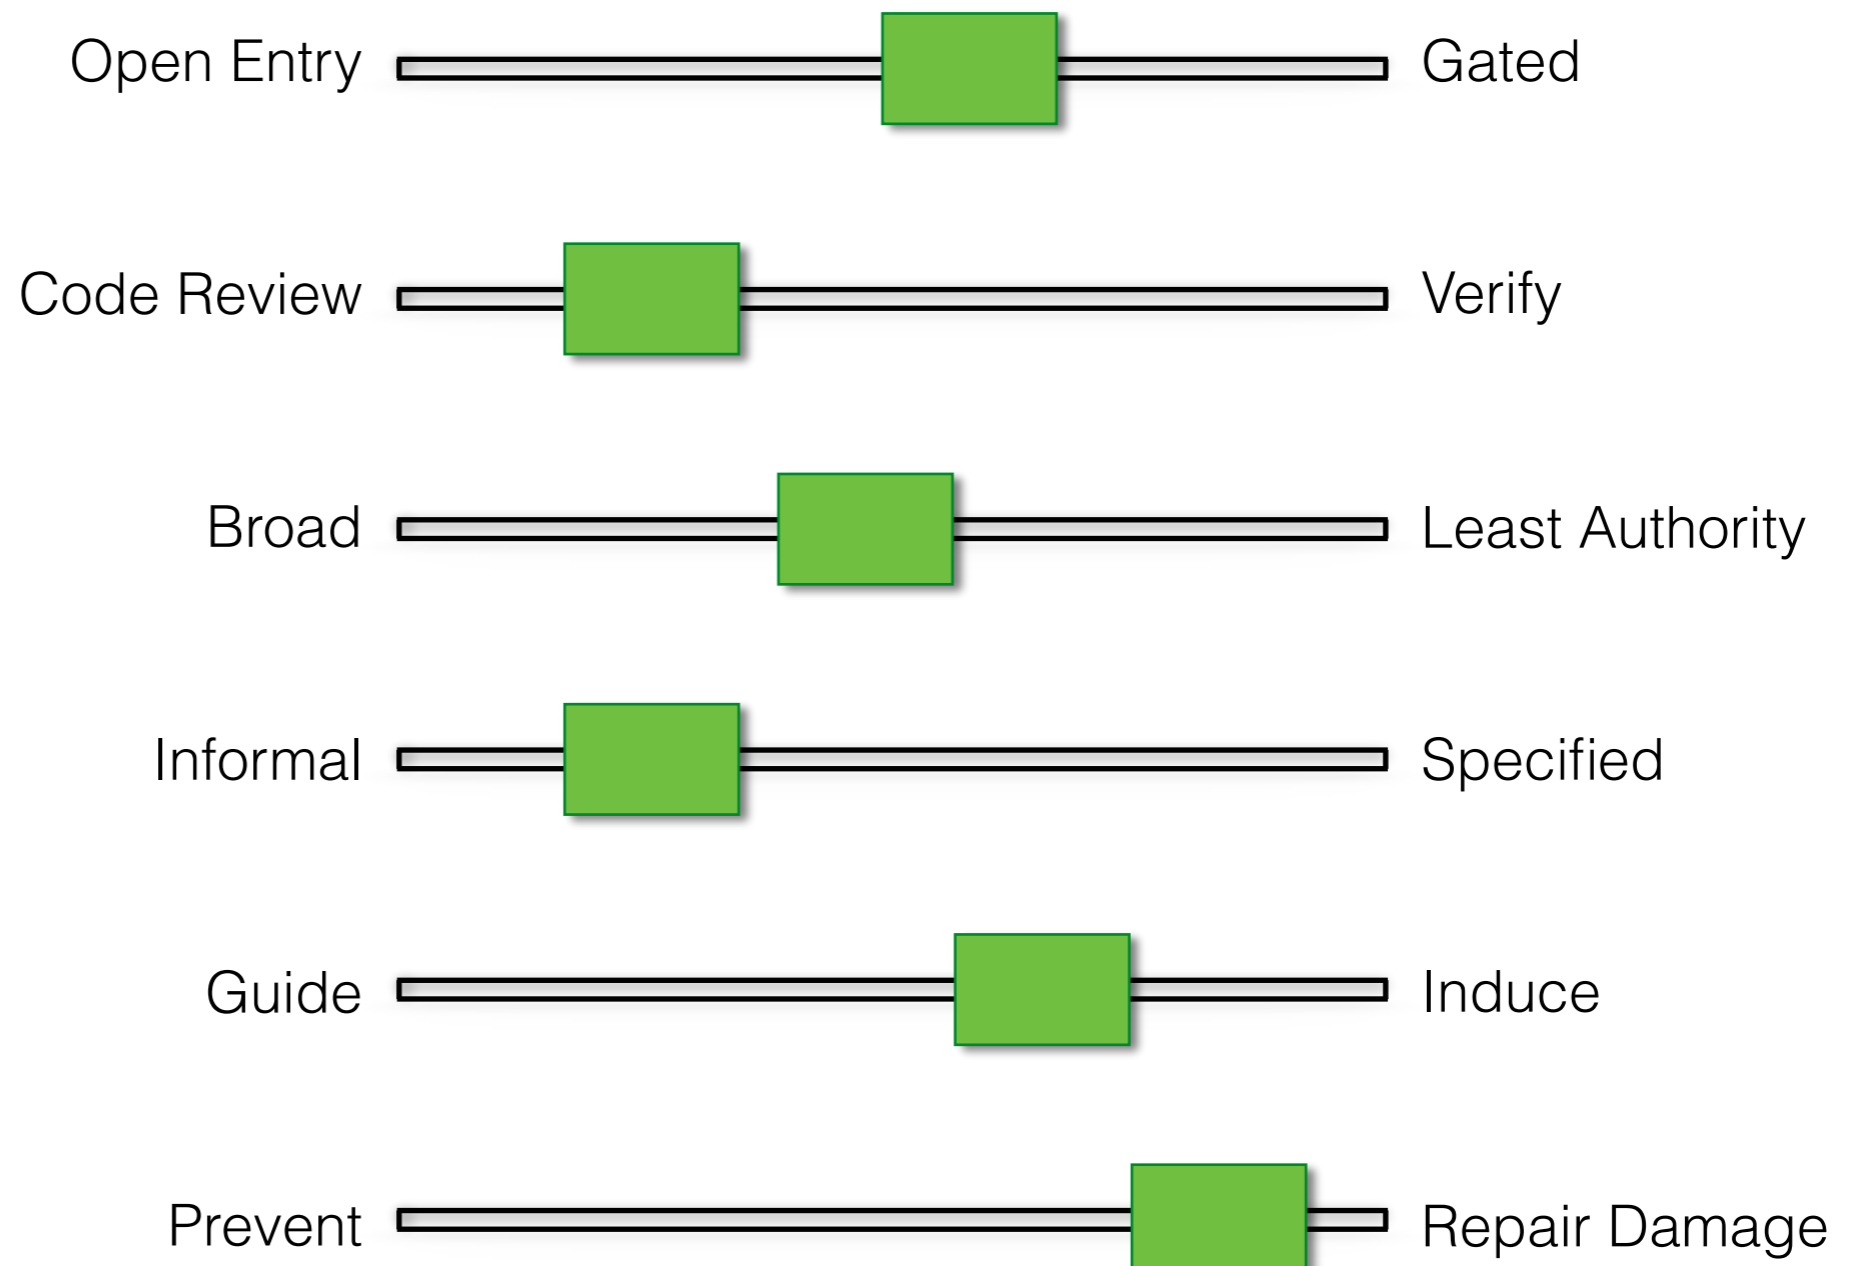 Open Entry Gated
Code Review Verify
Broad Least Authority
Informal Specified
Guide Induce
Prevent Repair Damage